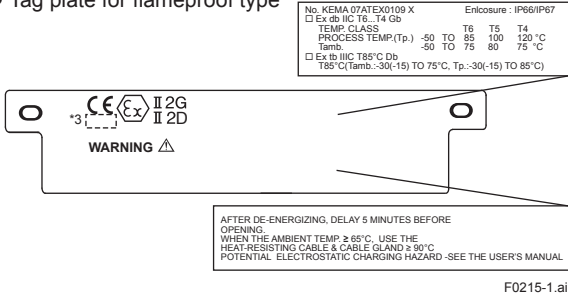 Tag plate for flameproof type
No. KEMA 07ATEX0109 X Enlcosure : IP66/IP67
□ Ex db IIC T6...T4 Gb
TEMP. CLASS T6 T5 T4
PROCESS TEMP.(Tp.) -50 TO 85 100 120 °C
Tamb. -50 TO 75 80 75 °C
□ Ex tb IIIC T85°C Db
T85°C(Tamb.:-30(-15) TO 75°C, Tp.:-30(-15) TO 85°C)
CE Ex II 2G
*3 II 2D
WARNING ⚠
AFTER DE-ENERGIZING, DELAY 5 MINUTES BEFORE
OPENING.
WHEN THE AMBIENT TEMP. ≥ 65°C, USE THE
HEAT-RESISTING CABLE & CABLE GLAND ≥ 90°C
POTENTIAL ELECTROSTATIC CHARGING HAZARD -SEE THE USER'S MANUAL
F0215-1.ai